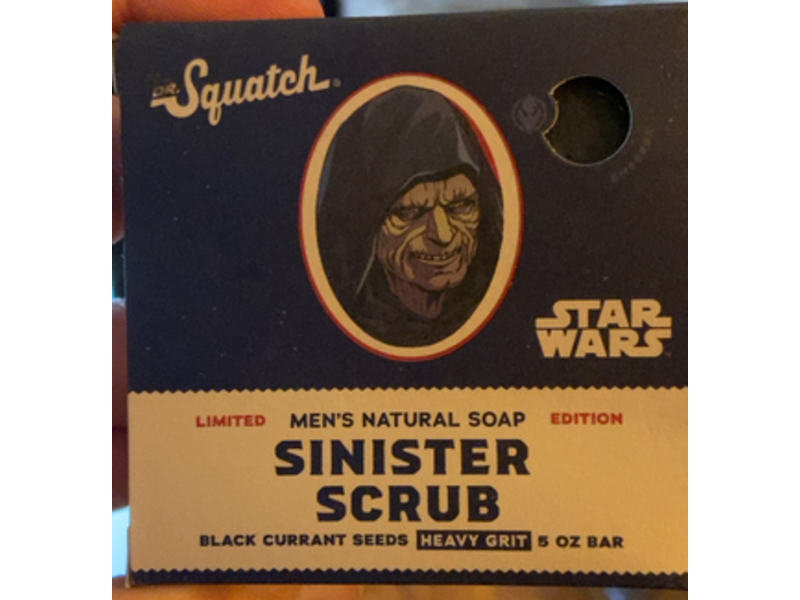 DR. Squatch
STAR
WARS
LIMITED MEN'S NATURAL SOAP EDITION
SINISTER
SCRUB
BLACK CURRANT SEEDS HEAVY GRIT 5 OZ BAR